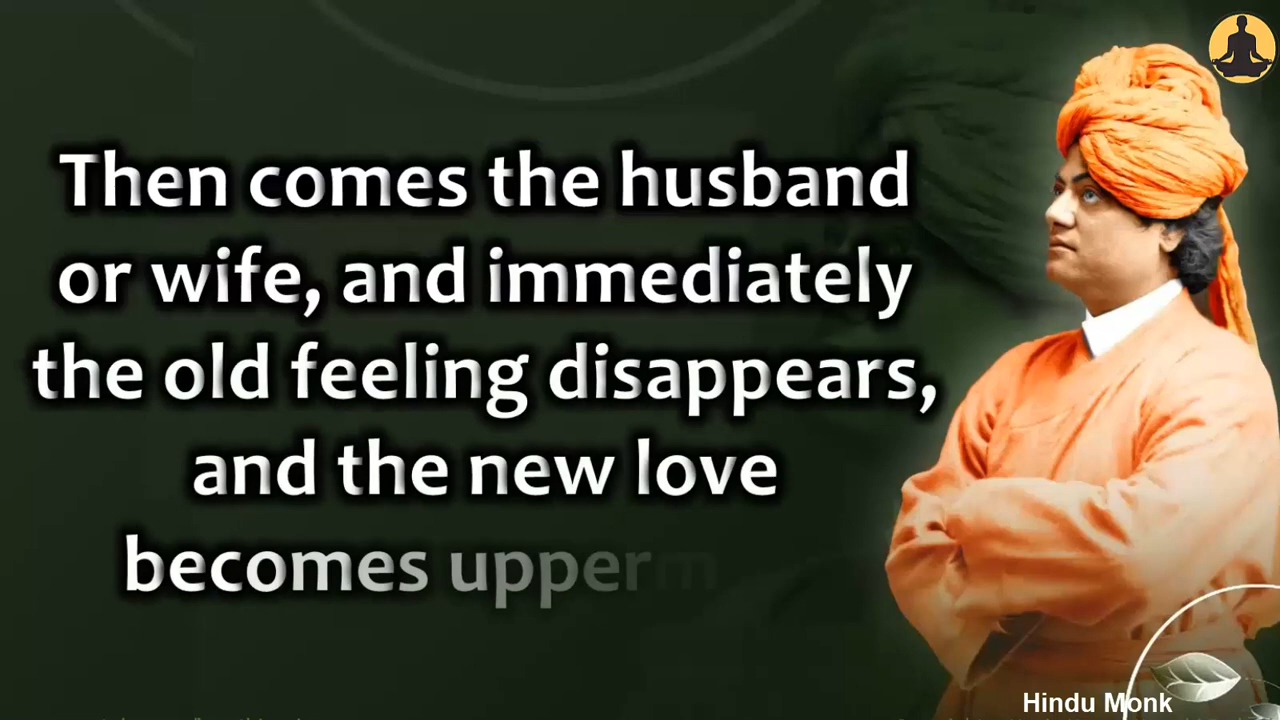 Then comes the husband
or wife, and immediately
the old feeling disappears,
and the new love
becomes upperm
Hindu Monk